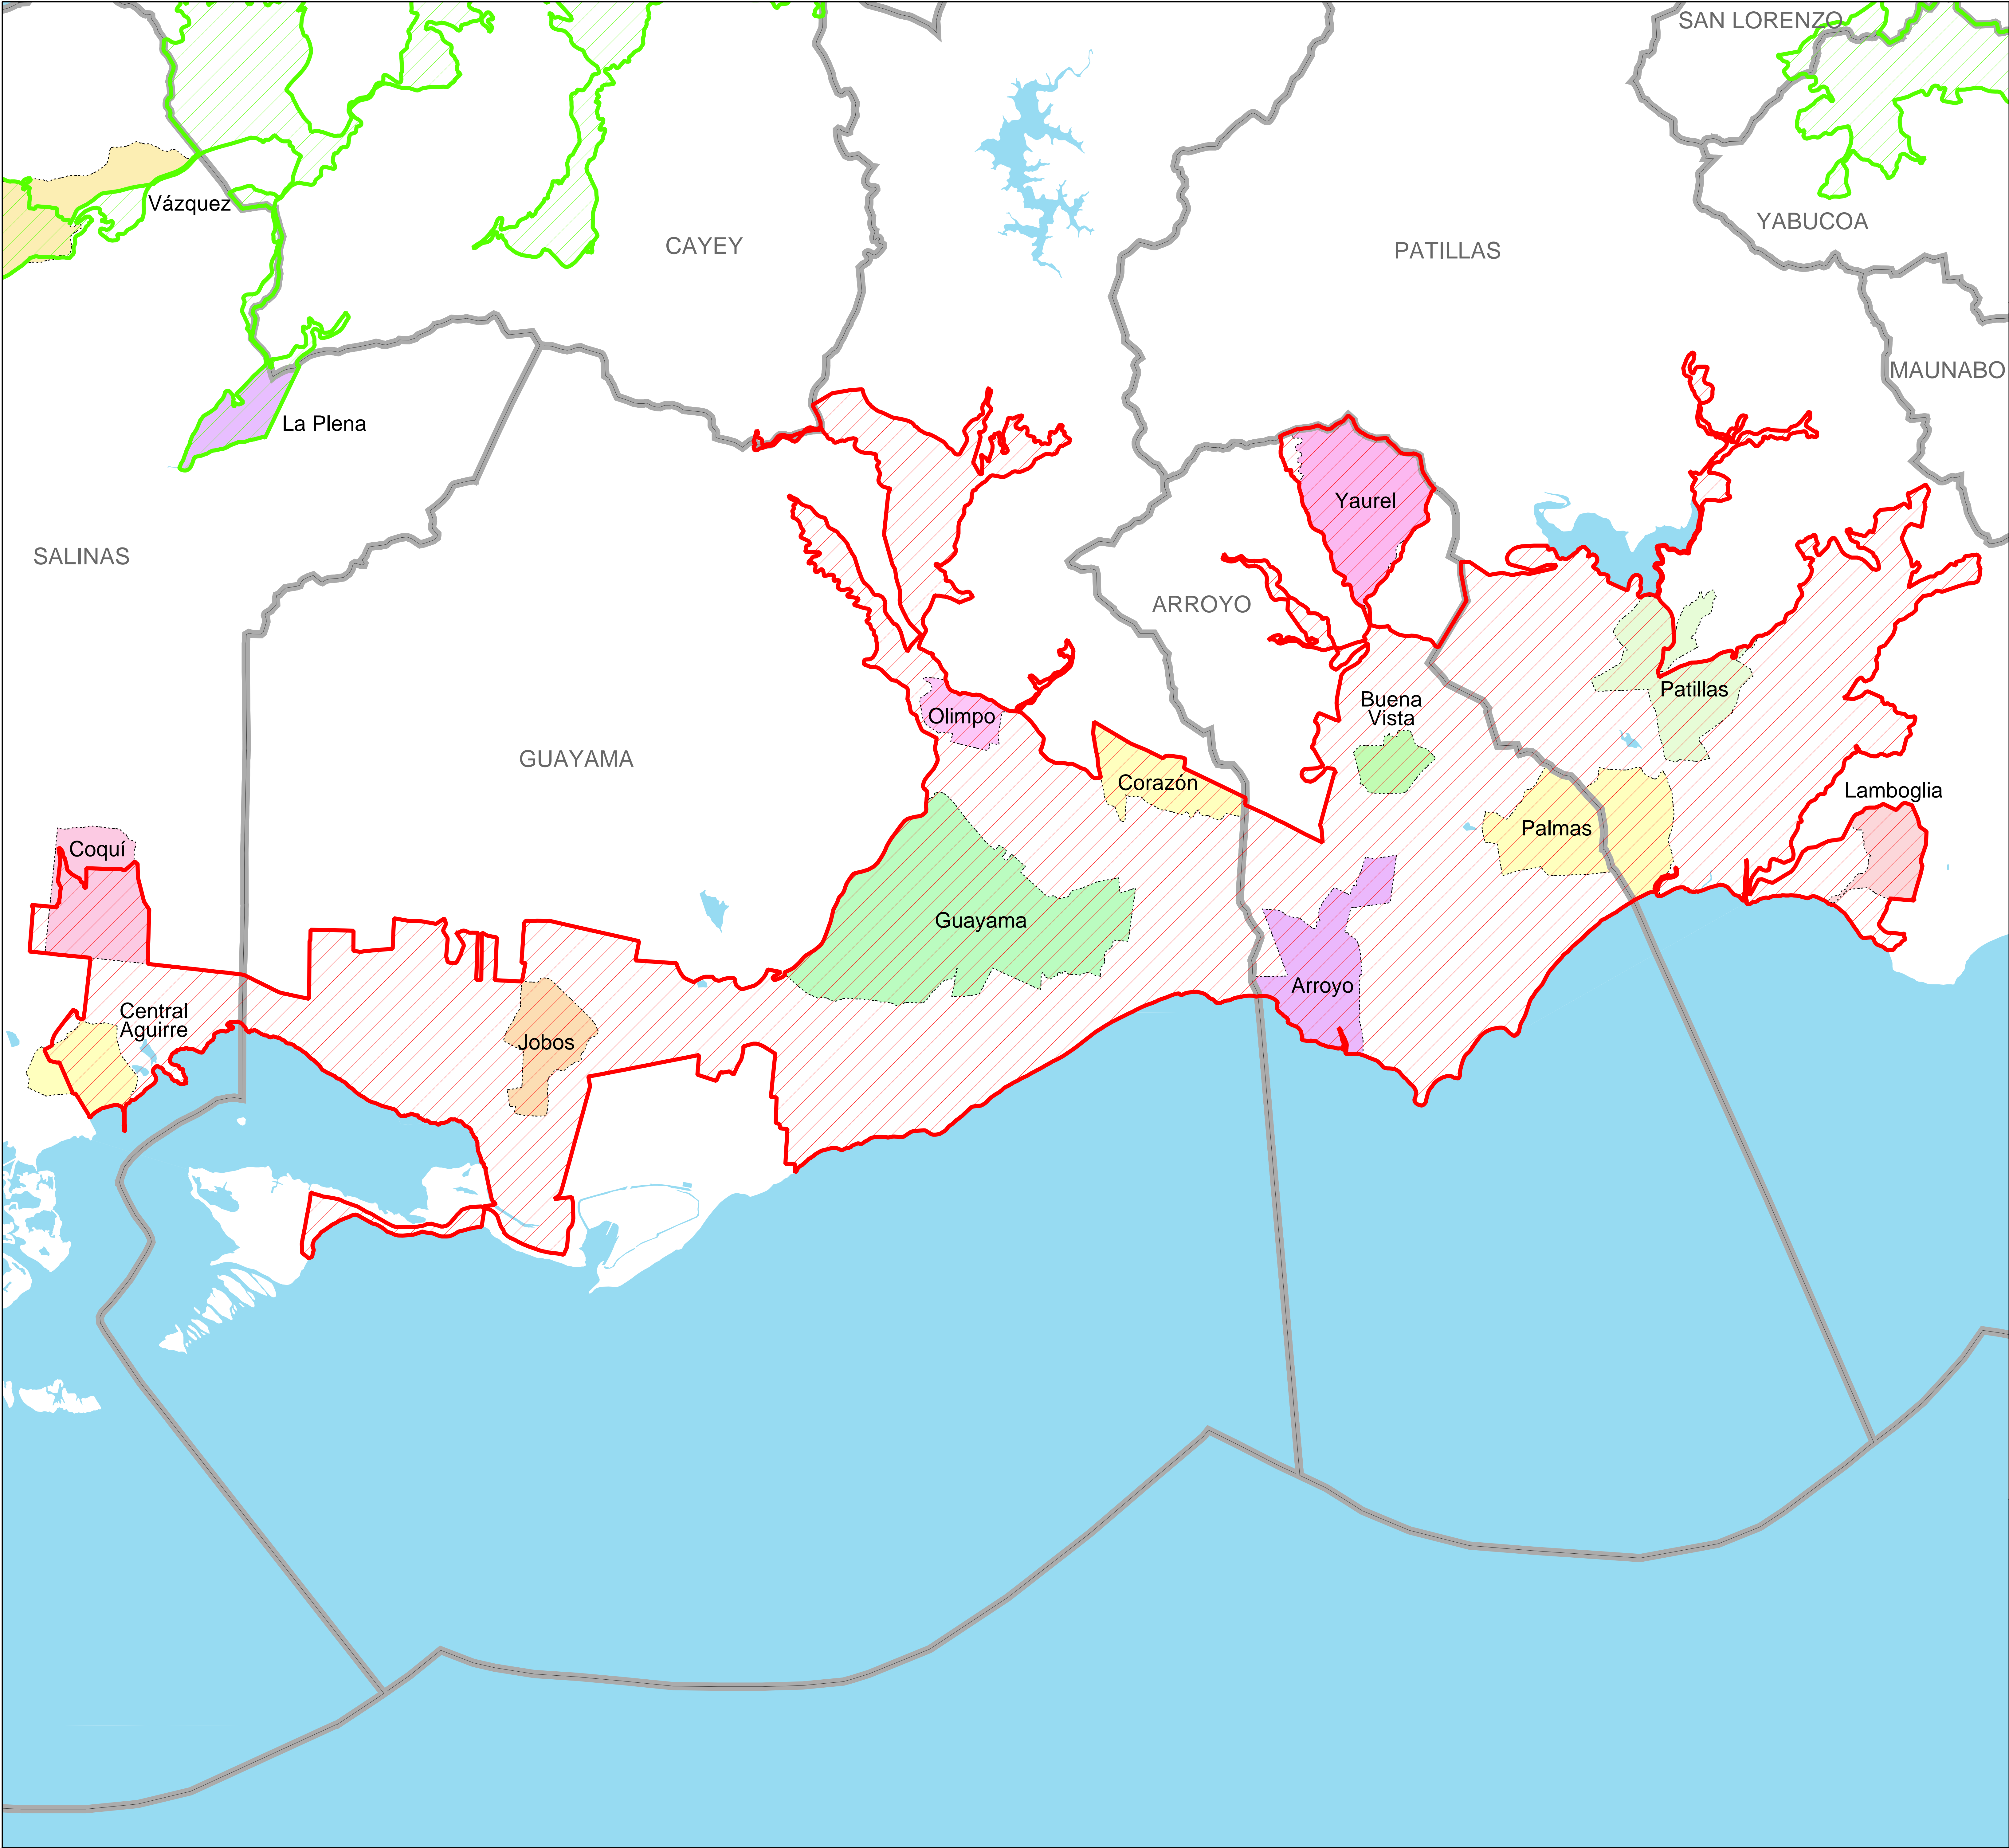 SAN LORENZO
Vázquez
CAYEY
YABUCOA
PATILLAS
MAUNABO
La Plena
Yaurel
SALINAS
ARROYO
Patillas
Buena
Vista
Olimpo
GUAYAMA
Corazón
Lamboglia
Palmas
Coquí
Guayama
Arroyo
Central
Aguirre
Jobos